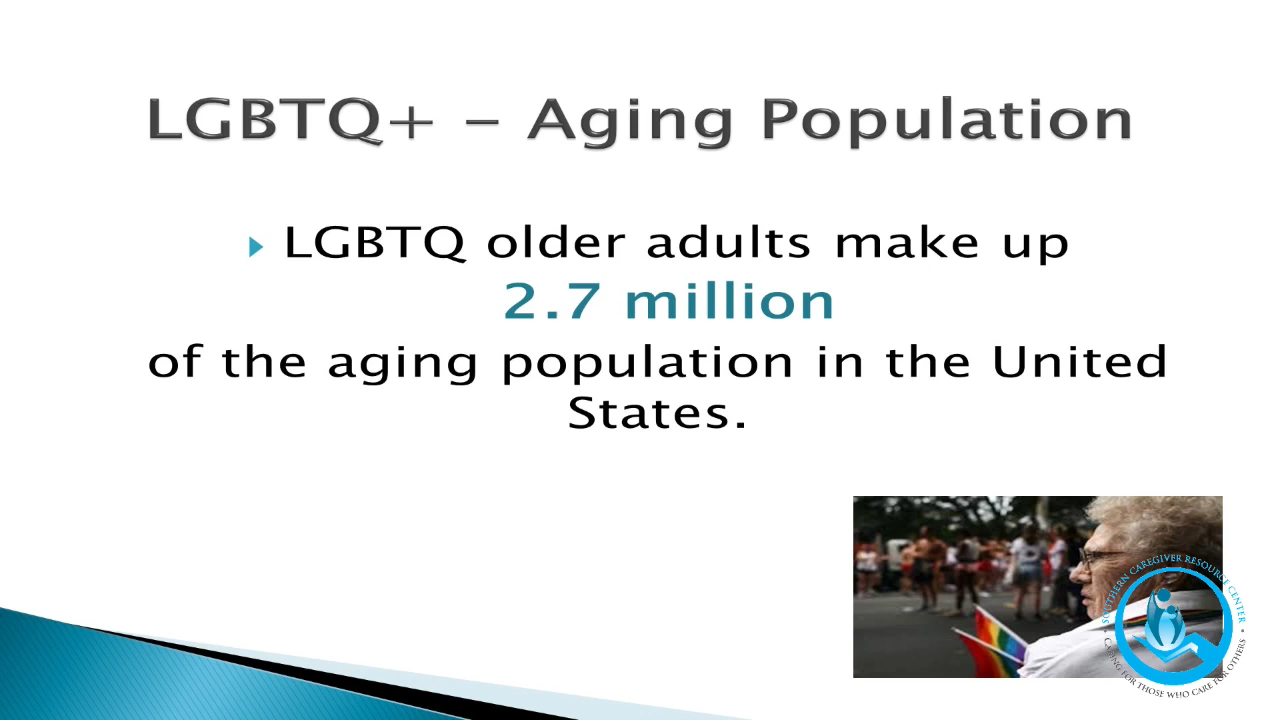 LGBTQ+ - Aging Population
LGBTQ older adults make up
2.7 million
of the aging population in the United
States.
SOUTHERN CAREGIVER RESOURCE CENTER
CARING FOR THOSE WHO CARE FOR OTHERS